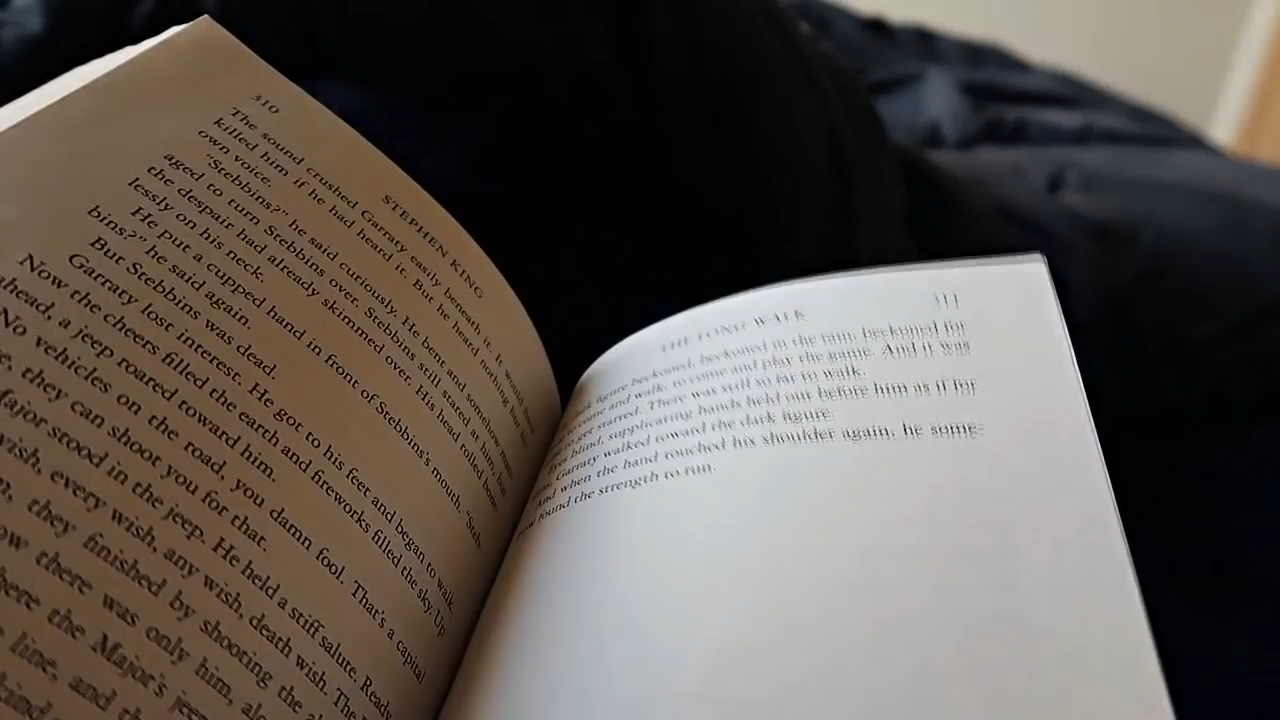 310
STEPHEN KING
The sound crushed Garraty easily beneath it. It would have
killed him if he had heard it. But he heard nothing but his
own voice.
"Stebbins?" he said curiously. He bent and somehow man-
aged to turn Stebbins over. Stebbins still stared at him, but
the despair had already skimmed over. His head rolled bone-
lessly on his neck.
He put a cupped hand in front of Stebbins's mouth. "Steb-
bins?" he said again.
But Stebbins was dead.
Garraty lost interest. He got to his feet and began to walk.
Now the cheers filled the earth and fireworks filled the sky. Up
ahead, a jeep roared toward him.
No vehicles on the road, you damn fool. That's a capital
they can shoot you for that.
Major stood in the jeep. He held a stiff salute. Ready
wish, every wish, any wish, death wish. The
they finished by shooting the
there was only him,
the Major's
line, and
THE LONG WALK
311
dark figure beckoned, beckoned in the rain, beckoned for
come and walk, to come and play the game. And it was
to get started. There was still so far to walk.
Eyes blind, supplicating hands held out before him as if for
Garraty walked toward the dark figure.
And when the hand touched his shoulder again, he some-
how found the strength to run.